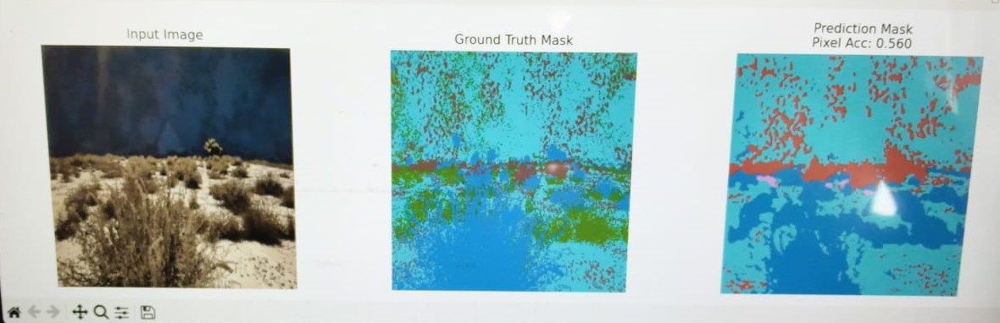 Input Image
Ground Truth Mask
Prediction Mask
Pixel Acc: 0.560